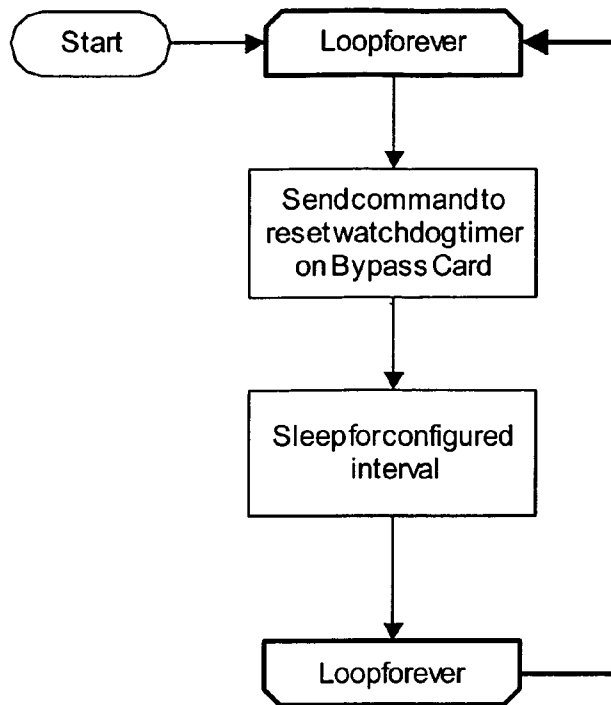 Start
Loopforever
Sendcommandto
resetwatchdogtimer
on Bypass Card
Sleepforconfigured
interval
Loopforever